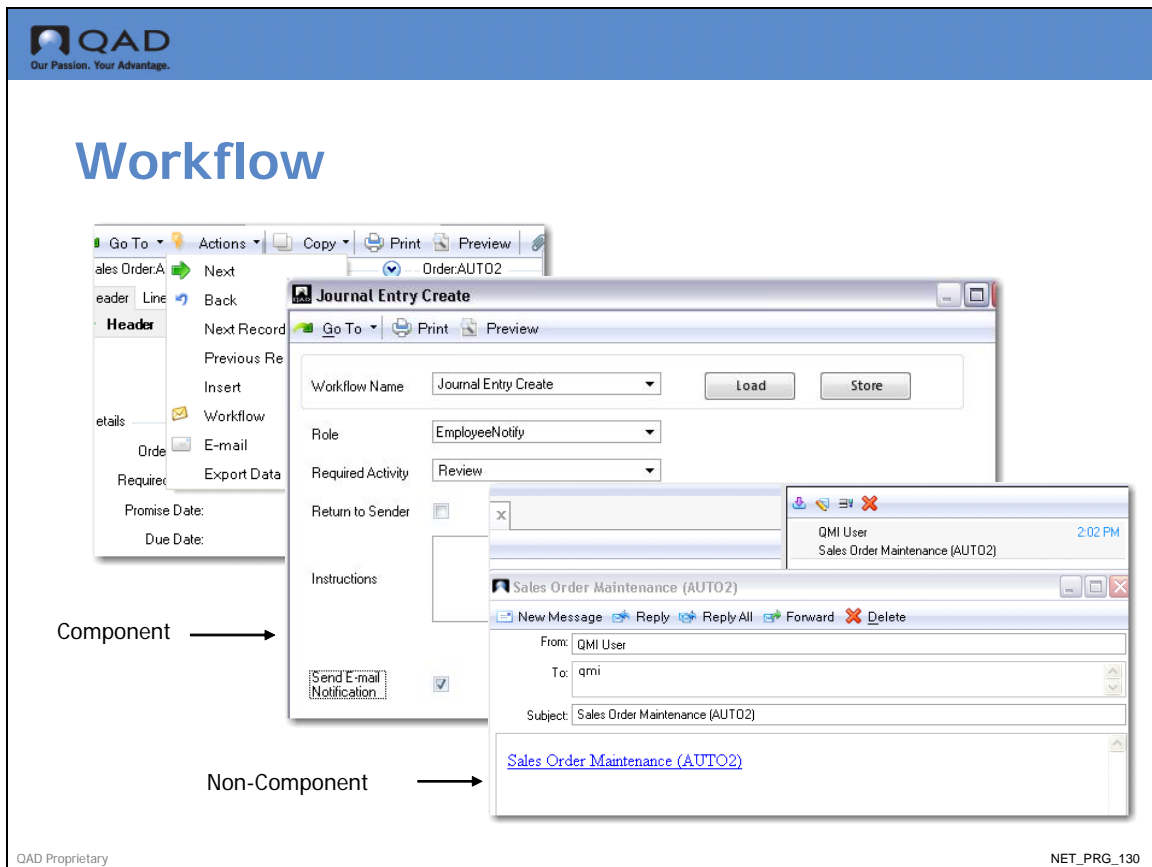 QAD
Our Passion. Your Advantage.
Workflow
Go To Actions Copy Print Preview
ales Order:A Order:AUTO2
eader Line
Header
Next
Back
Next Record
Previous Re
Insert
Workflow
E-mail
Export Data
etails
Orde
Required
Promise Date:
Due Date:
Journal Entry Create
Go To Print Preview
Workflow Name Journal Entry Create Load Store
Role EmployeeNotify
Required Activity Review
Return to Sender
Instructions
Send E-mail
Notification
QMI User 2:02 PM
Sales Order Maintenance (AUTO2)
Sales Order Maintenance (AUTO2)
New Message Reply Reply All Forward Delete
From: QMI User
To: qmi
Subject: Sales Order Maintenance (AUTO2)
Sales Order Maintenance (AUTO2)
Component
Non-Component
QAD Proprietary
NET_PRG_130